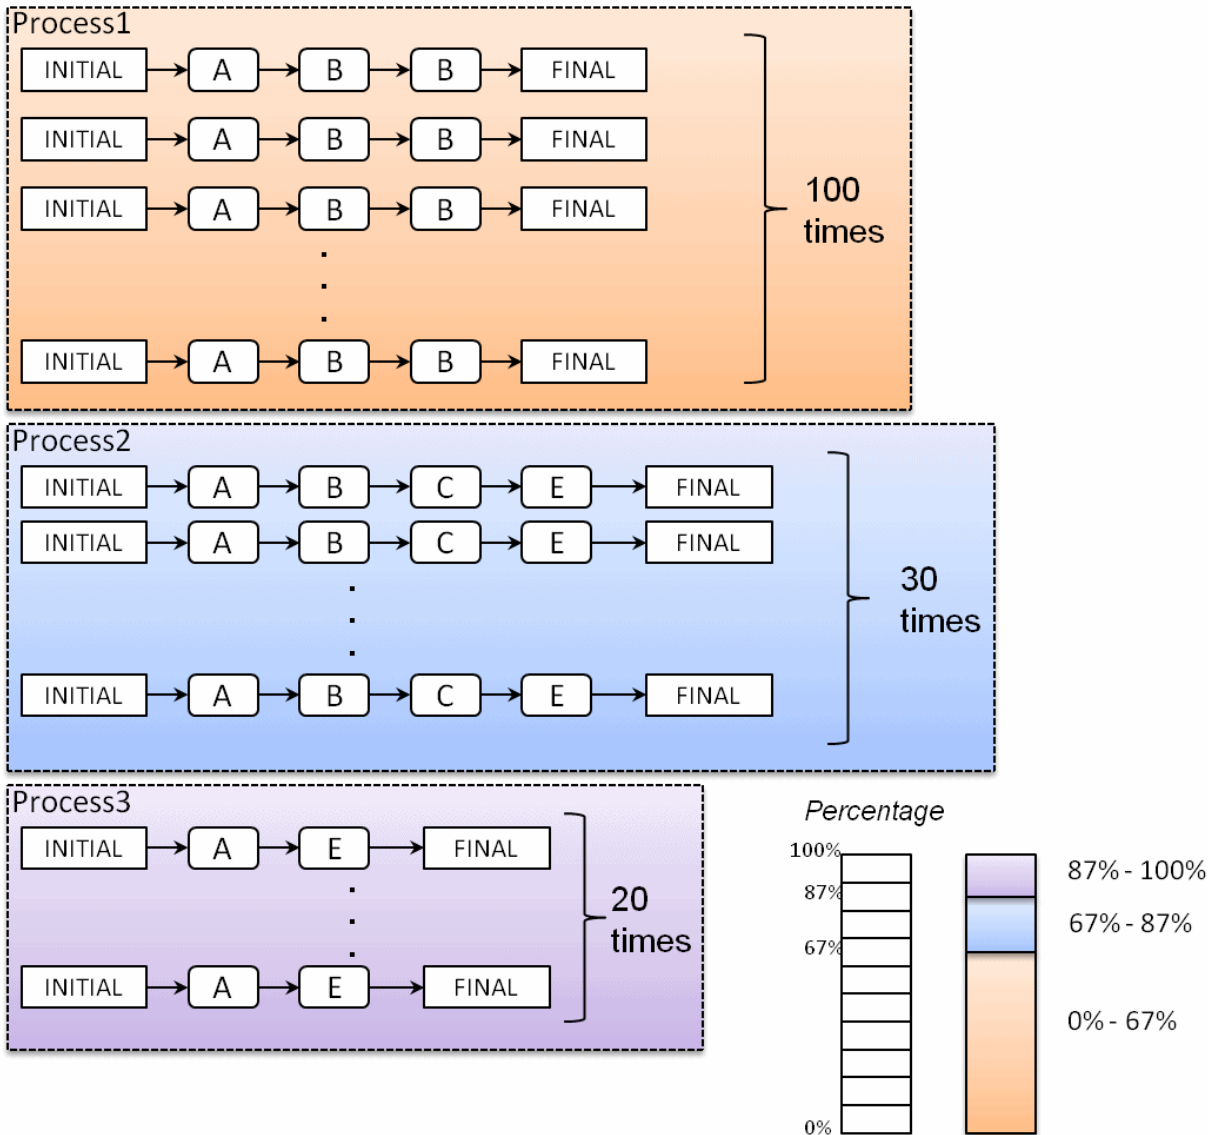 Process1
INITIAL A B B FINAL
INITIAL A B B FINAL
INITIAL A B B FINAL
100
times
INITIAL A B B FINAL
Process2
INITIAL A B C E FINAL
INITIAL A B C E FINAL
30
times
INITIAL A B C E FINAL
Process3
INITIAL A E FINAL
20
times
INITIAL A E FINAL
Percentage
100%
87%
67%
0%
87% - 100%
67% - 87%
0% - 67%